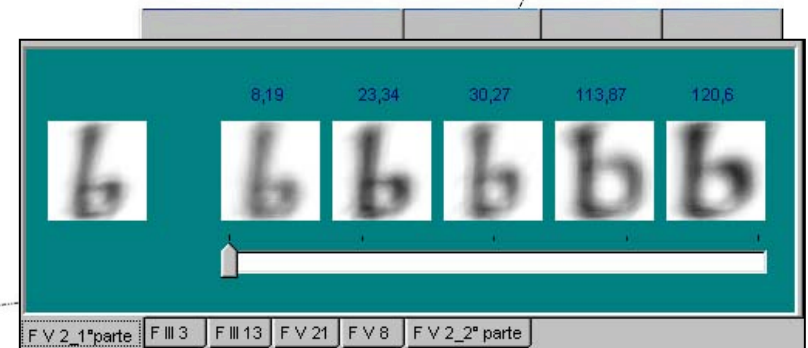 8,19 23,34 30,27 113,87 120,6
b b b b b b
F V 2_1°parte F III 3 F III 13 F V 21 F V 8 F V 2_2° parte